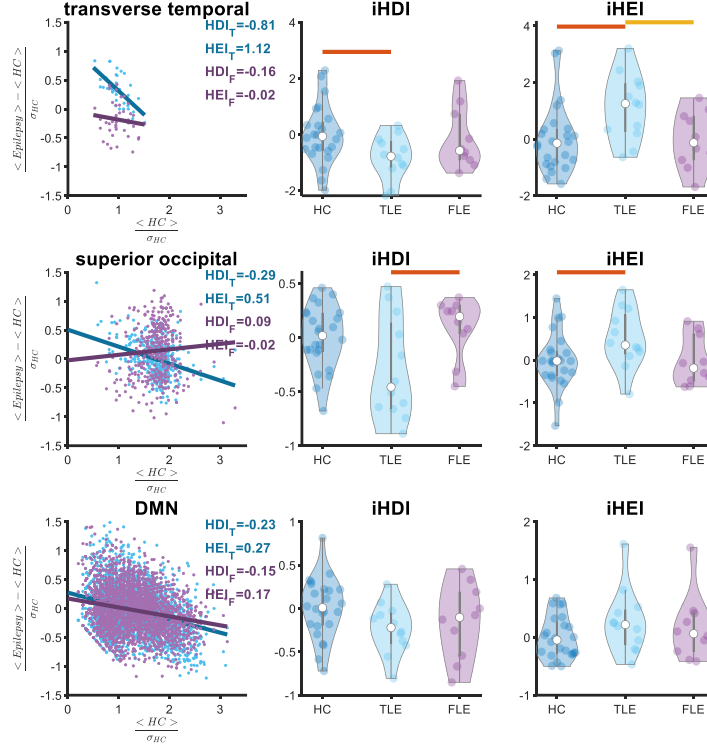 transverse temporal
iHDI
iHEI
HDI_T=-0.81
HEI_T=1.12
HDI_F=-0.16
HEI_F=-0.02
<Epilepsy>-<HC>
σ_HC
1.5
1
0.5
0
-0.5
-1
-1.5
0
1
2
3
<HC>
σ_HC
4
2
0
-2
HC
TLE
FLE
4
2
0
-2
HC
TLE
FLE
superior occipital
iHDI
iHEI
HDI_T=-0.29
HEI_T=0.51
HDI_F=0.09
HEI_F=-0.02
<Epilepsy>-<HC>
σ_HC
1.5
1
0.5
0
-0.5
-1
-1.5
0
1
2
3
<HC>
σ_HC
0.5
0
-0.5
-1
HC
TLE
FLE
2
1
0
-1
-2
HC
TLE
FLE
DMN
iHDI
iHEI
HDI_T=-0.23
HEI_T=0.27
HDI_F=-0.15
HEI_F=0.17
<Epilepsy>-<HC>
σ_HC
1.5
1
0.5
0
-0.5
-1
-1.5
0
1
2
3
<HC>
σ_HC
1
0.5
0
-0.5
-1
HC
TLE
FLE
2
1
0
-1
HC
TLE
FLE